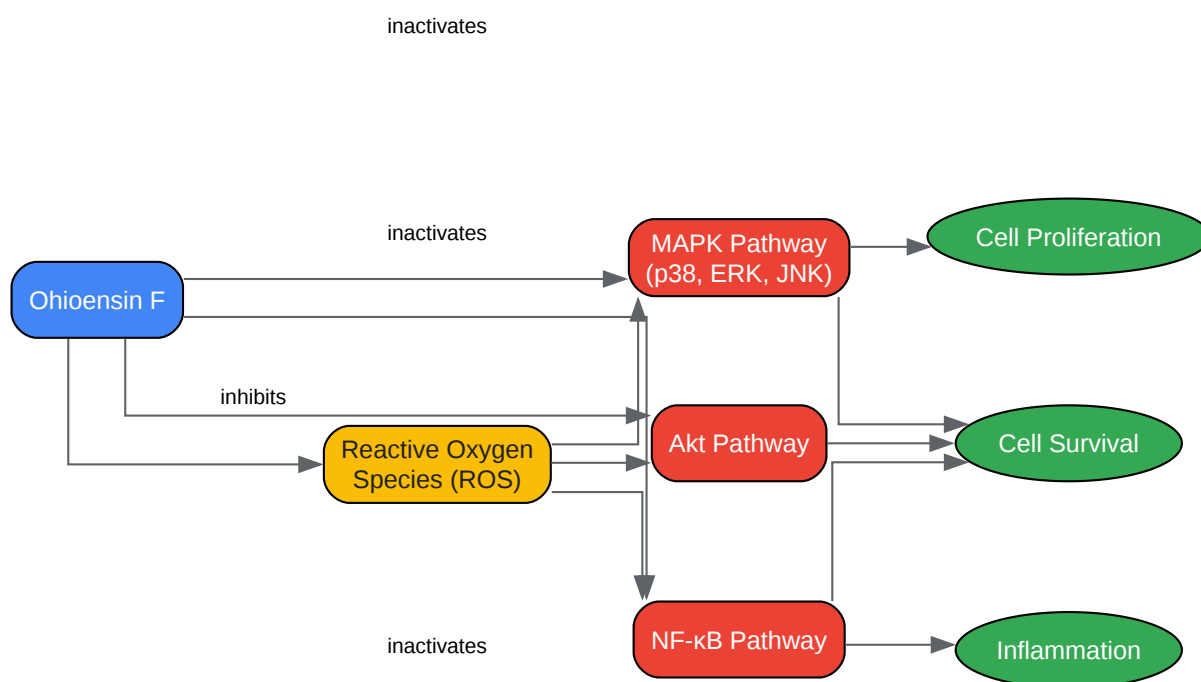 inactivates
inactivates
MAPK Pathway
(p38, ERK, JNK)
Cell Proliferation
Ohioensin F
inhibits
Reactive Oxygen
Species (ROS)
Akt Pathway
Cell Survival
inactivates
NF-κB Pathway
Inflammation